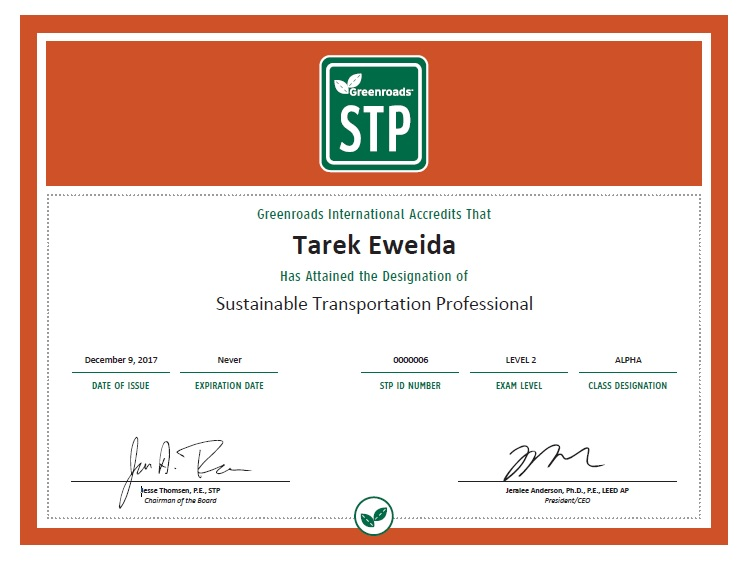 Greenroads®
STP
Greenroads International Accredits That
Tarek Eweida
Has Attained the Designation of
Sustainable Transportation Professional
December 9, 2017 Never 0000006 LEVEL 2 ALPHA
DATE OF ISSUE EXPIRATION DATE STP ID NUMBER EXAM LEVEL CLASS DESIGNATION
Jesse Thomsen, P.E., STP Jeralee Anderson, Ph.D., P.E., LEED AP
Chairman of the Board President/CEO